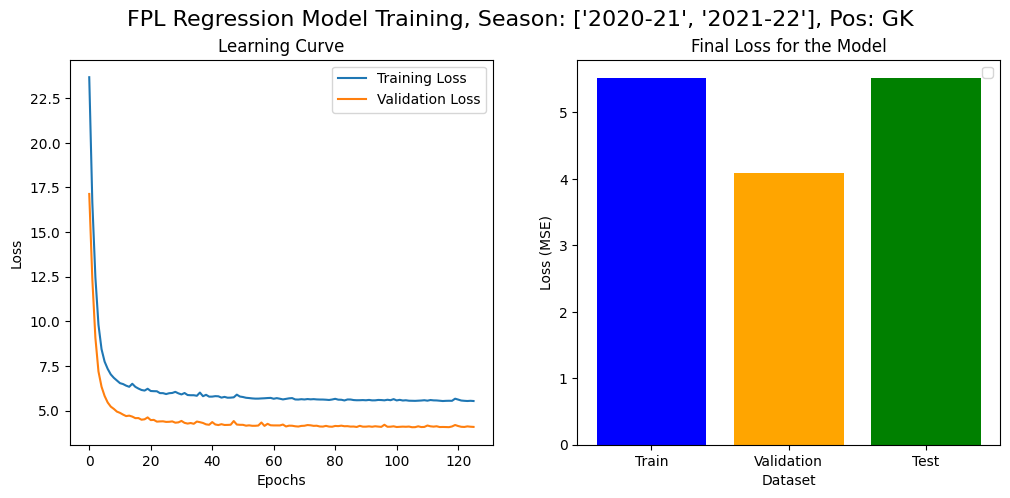 FPL Regression Model Training, Season: ['2020-21', '2021-22'], Pos: GK
Learning Curve
Training Loss
Validation Loss
Loss
22.5
20.0
17.5
15.0
12.5
10.0
7.5
5.0
0
20
40
60
80
100
120
Epochs
Final Loss for the Model
Loss (MSE)
5
4
3
2
1
0
Train
Validation
Test
Dataset